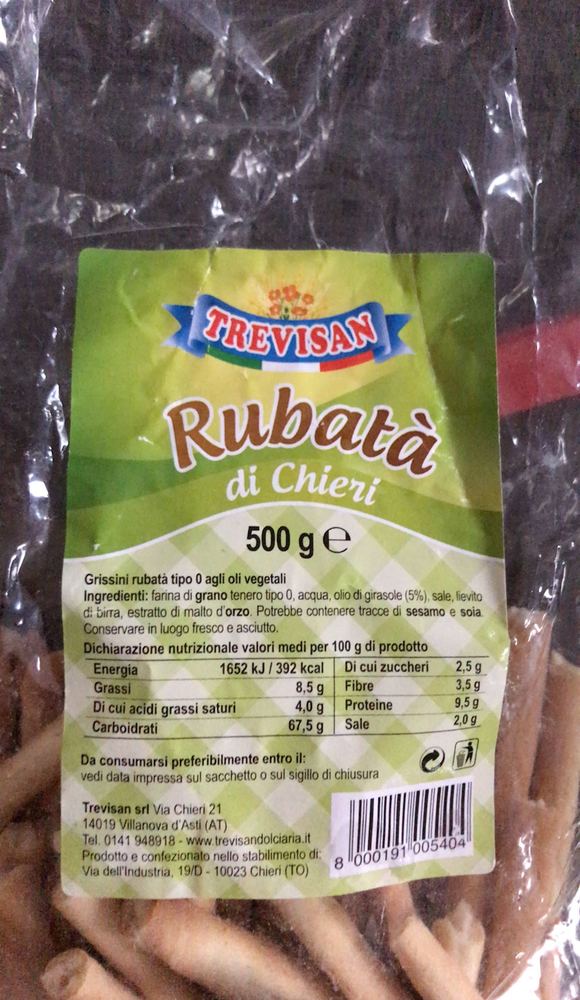 TREVISAN
Rubatà
di Chieri
500 g e
Grissini rubatà tipo 0 agli oli vegetali
Ingredienti: farina di grano tenero tipo 0, acqua, olio di girasole (5%), sale, lievito
di birra, estratto di malto d'orzo. Potrebbe contenere tracce di sesamo e soia.
Conservare in luogo fresco e asciutto.
Dichiarazione nutrizionale valori medi per 100 g di prodotto
Energia 1652 kJ / 392 kcal Di cui zuccheri 2,5 g
Grassi 8,5 g Fibre 3,5 g
Di cui acidi grassi saturi 4,0 g Proteine 9,5 g
Carboidrati 67,5 g Sale 2,0 g
Da consumarsi preferibilmente entro il:
vedi data impressa sul sacchetto o sul sigillo di chiusura
Trevisan srl Via Chieri 21
14019 Villanova d'Asti (AT)
Tel. 0141 948918 - www.trevisandolciaria.it
Prodotto e confezionato nello stabilimento di:
Via dell'Industria, 19/D - 10023 Chieri (TO)
8 000191 005404